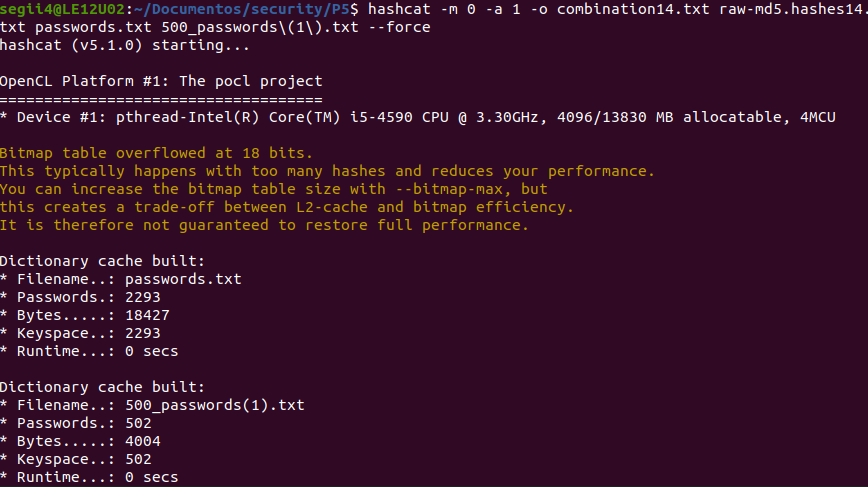 segii4@LE12U02:~/Documentos/security/P5$ hashcat -m 0 -a 1 -o combination14.txt raw-md5.hashes14.
txt passwords.txt 500_passwords\(1\).txt --force
hashcat (v5.1.0) starting...
OpenCL Platform #1: The pocl project
====================================
* Device #1: pthread-Intel(R) Core(TM) i5-4590 CPU @ 3.30GHz, 4096/13830 MB allocatable, 4MCU
Bitmap table overflowed at 18 bits.
This typically happens with too many hashes and reduces your performance.
You can increase the bitmap table size with --bitmap-max, but
this creates a trade-off between L2-cache and bitmap efficiency.
It is therefore not guaranteed to restore full performance.
Dictionary cache built:
* Filename..: passwords.txt
* Passwords.: 2293
* Bytes.....: 18427
* Keyspace..: 2293
* Runtime...: 0 secs
Dictionary cache built:
* Filename..: 500_passwords(1).txt
* Passwords.: 502
* Bytes.....: 4004
* Keyspace..: 502
* Runtime...: 0 secs